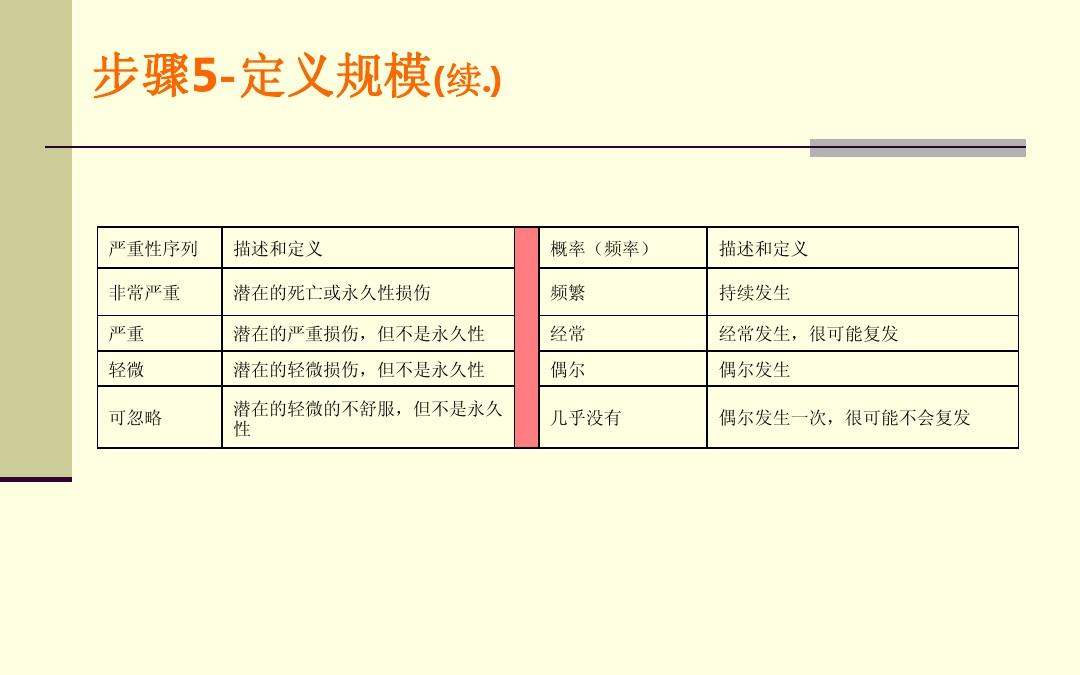 步骤5-定义规模(续.)
严重性序列 描述和定义 概率（频率） 描述和定义
非常严重 潜在的死亡或永久性损伤 频繁 持续发生
严重 潜在的严重损伤，但不是永久性 经常 经常发生，很可能复发
轻微 潜在的轻微损伤，但不是永久性 偶尔 偶尔发生
可忽略 潜在的轻微的不舒服，但不是永久
性 几乎没有 偶尔发生一次，很可能不会复发